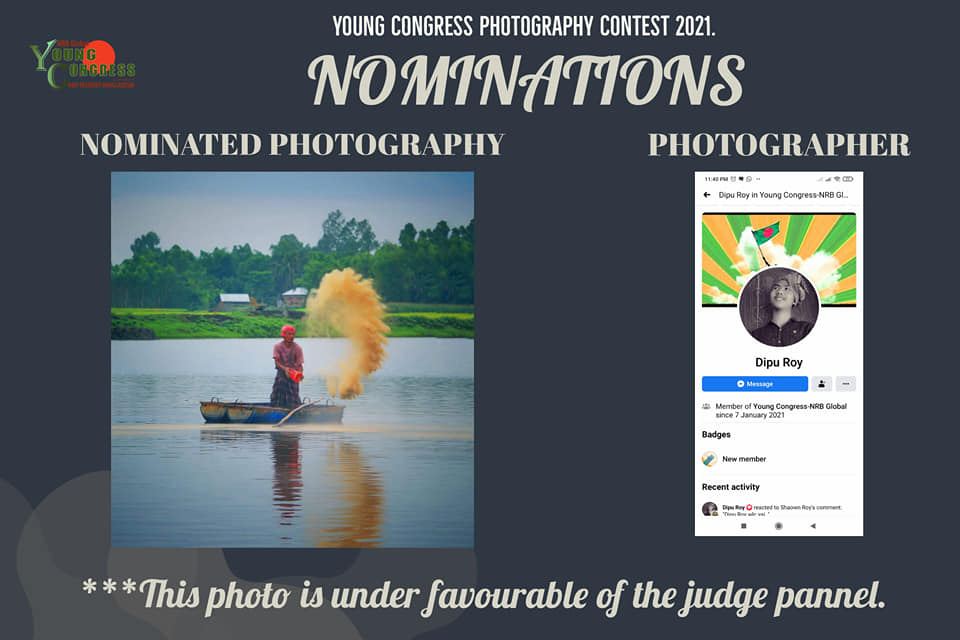 YOUNG CONGRESS PHOTOGRAPHY CONTEST 2021.
YOUNG
CONGRESS
NOMINATIONS
NOMINATED PHOTOGRAPHY
PHOTOGRAPHER
11:43 PM
Dipu Roy in Young Congress-NRB Gl...
Dipu Roy
Message
Member of Young Congress-NRB Global
since 7 January 2021
Badges
New member
Recent activity
Dipu Roy reacted to Shaown Roy's comment:
***This photo is under favourable of the judge pannel.